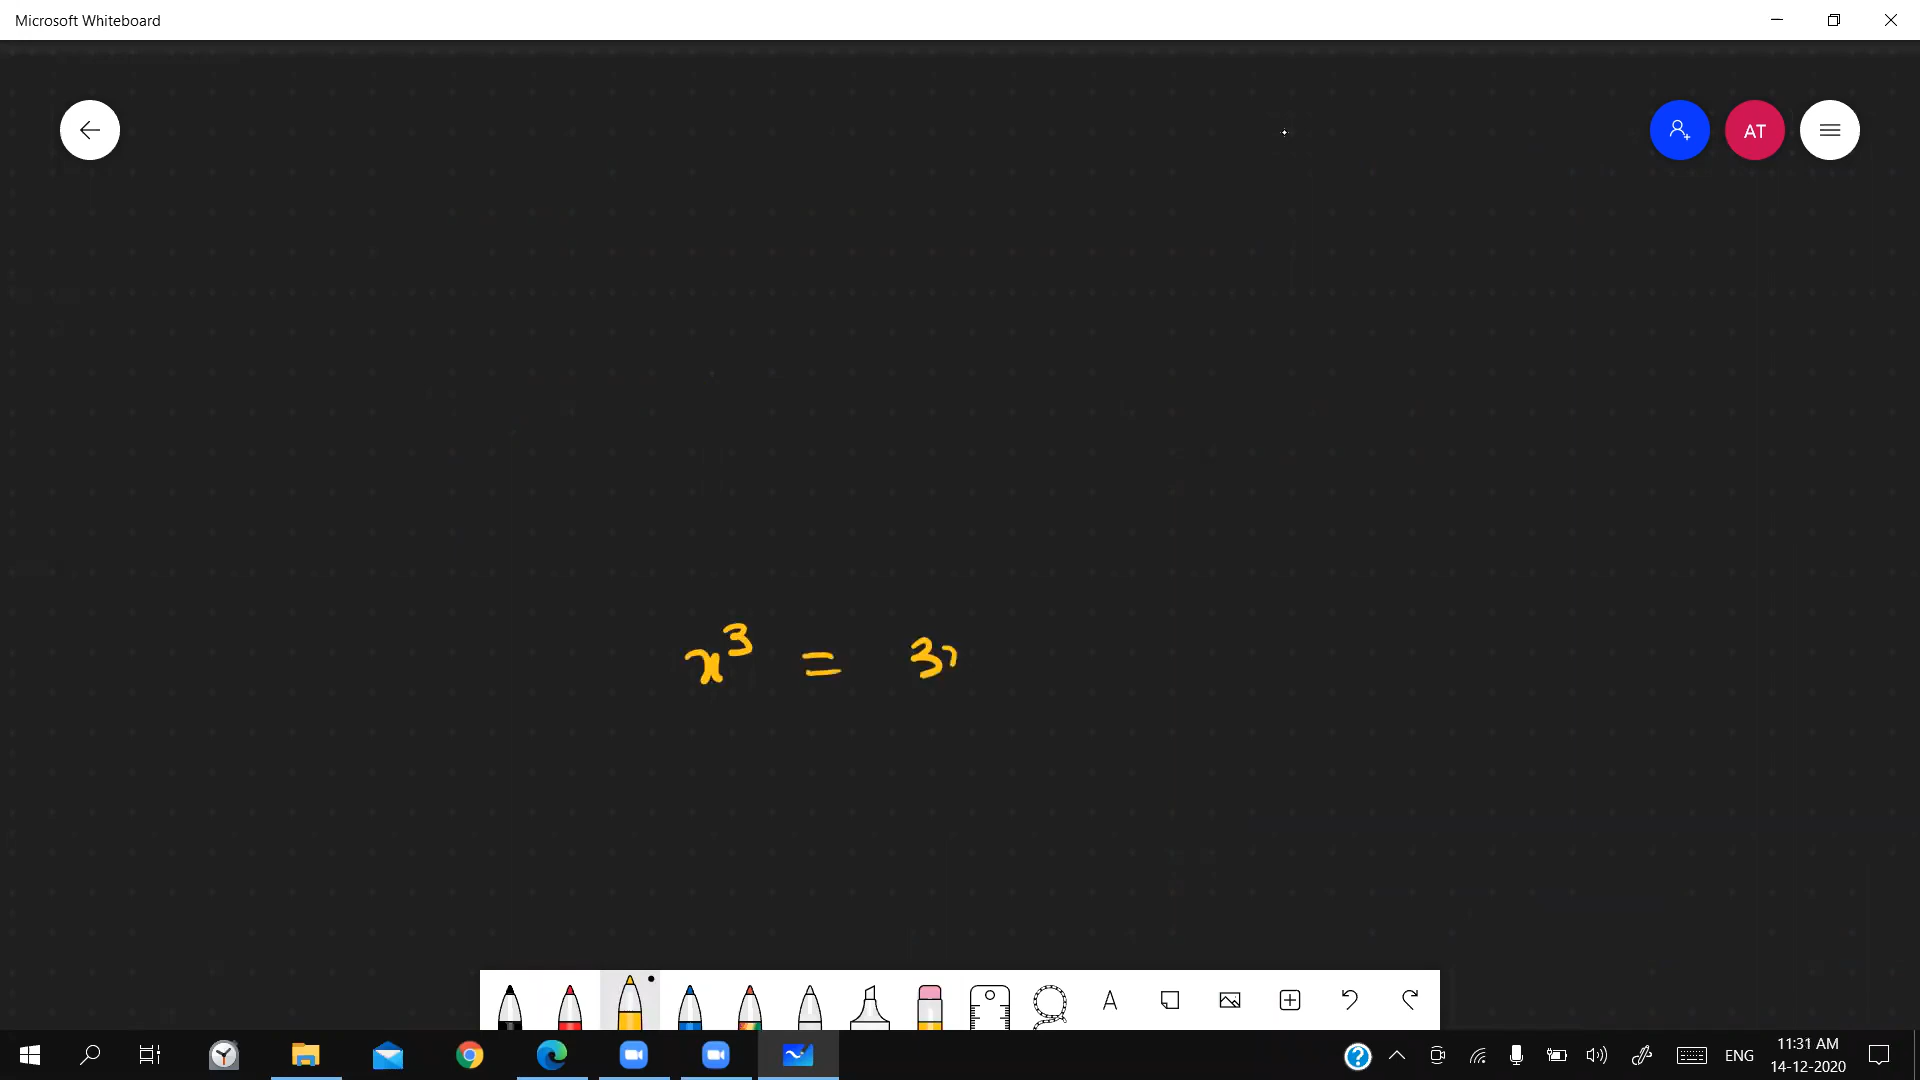 Microsoft Whiteboard
AT
x³ = 3
A
ENG
11:31 AM
14-12-2020